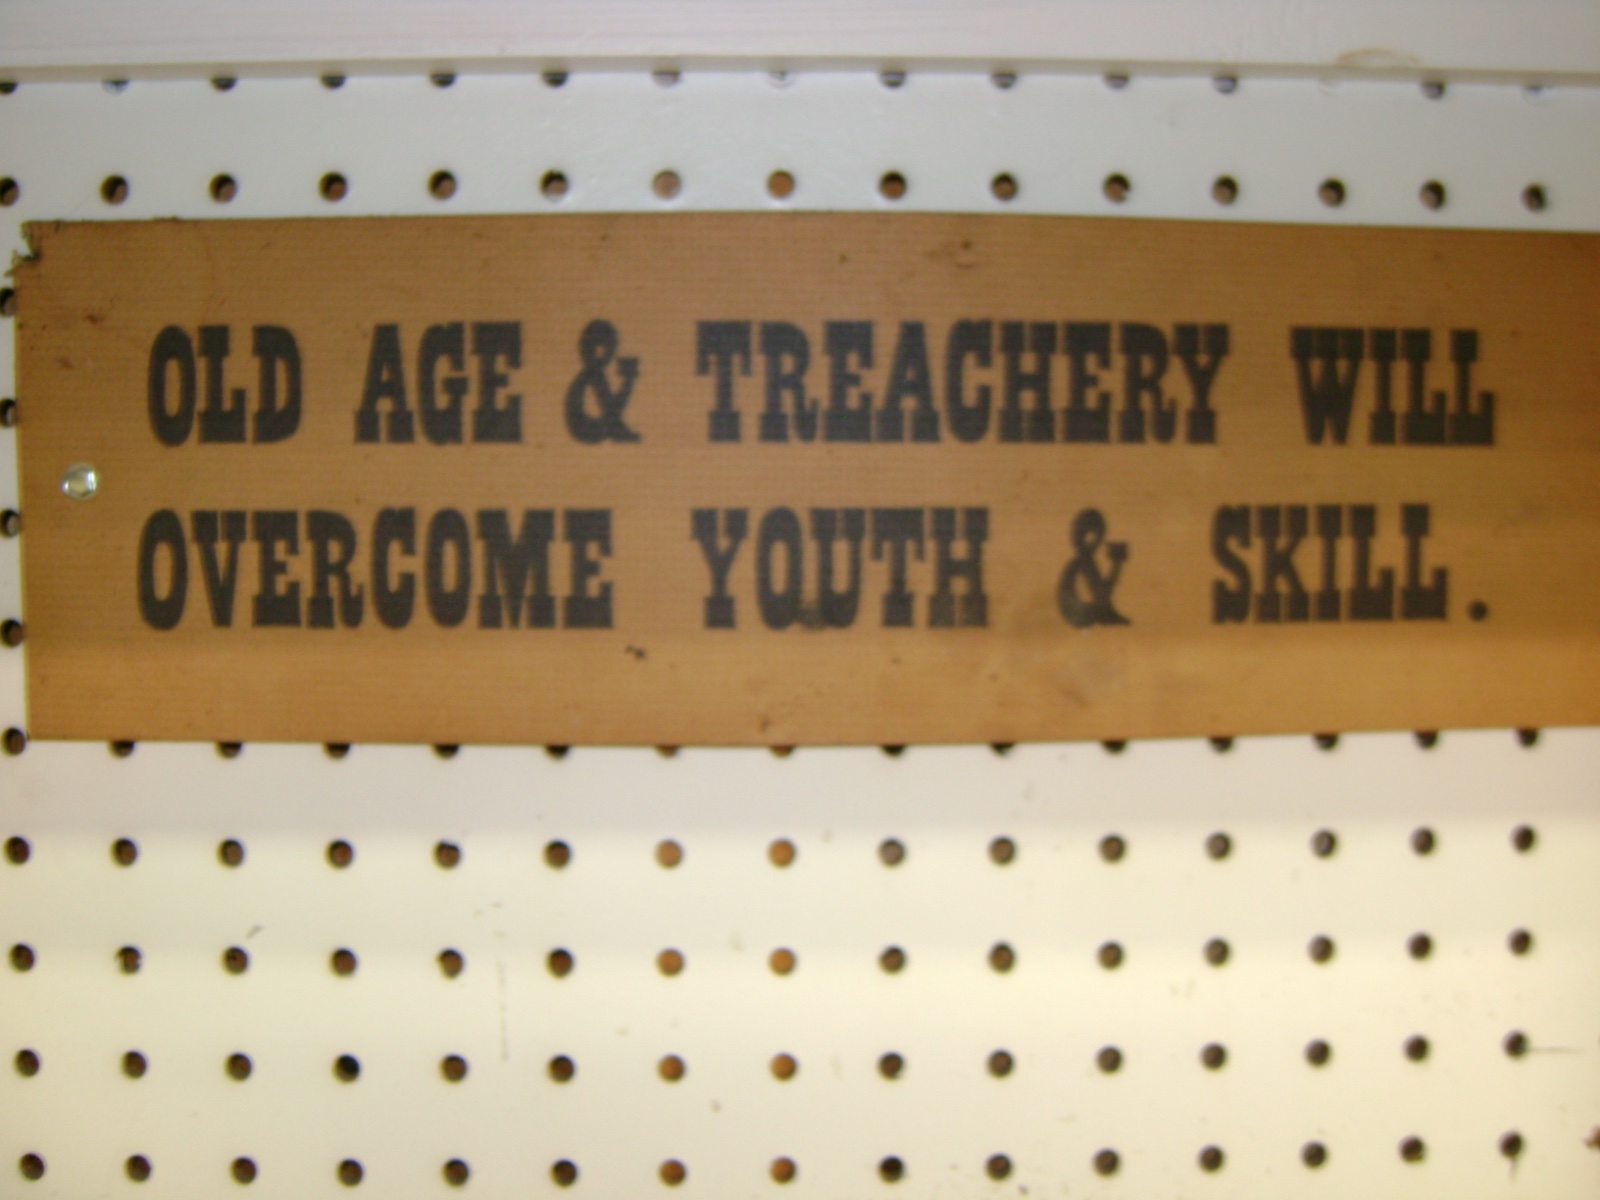 OLD AGE & TREACHERY WILL
OVERCOME YOUTH & SKILL.